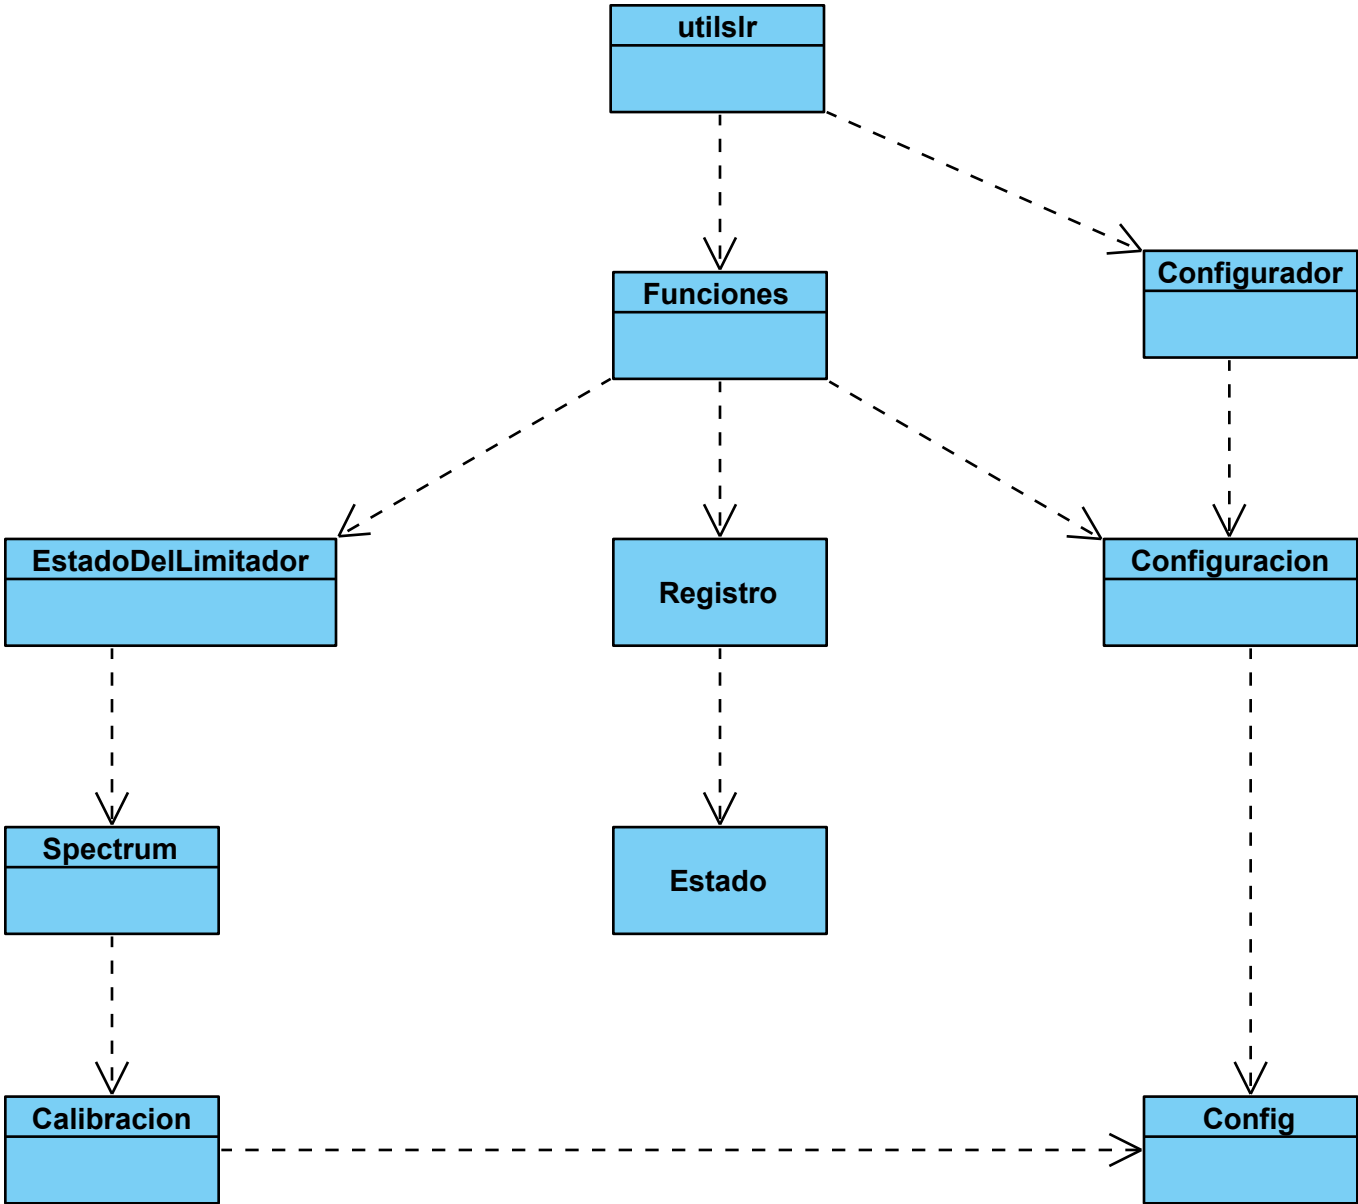 utilslr
Configurador
Funciones
EstadoDelLimitador
Registro
Configuracion
Spectrum
Estado
Calibracion
Config